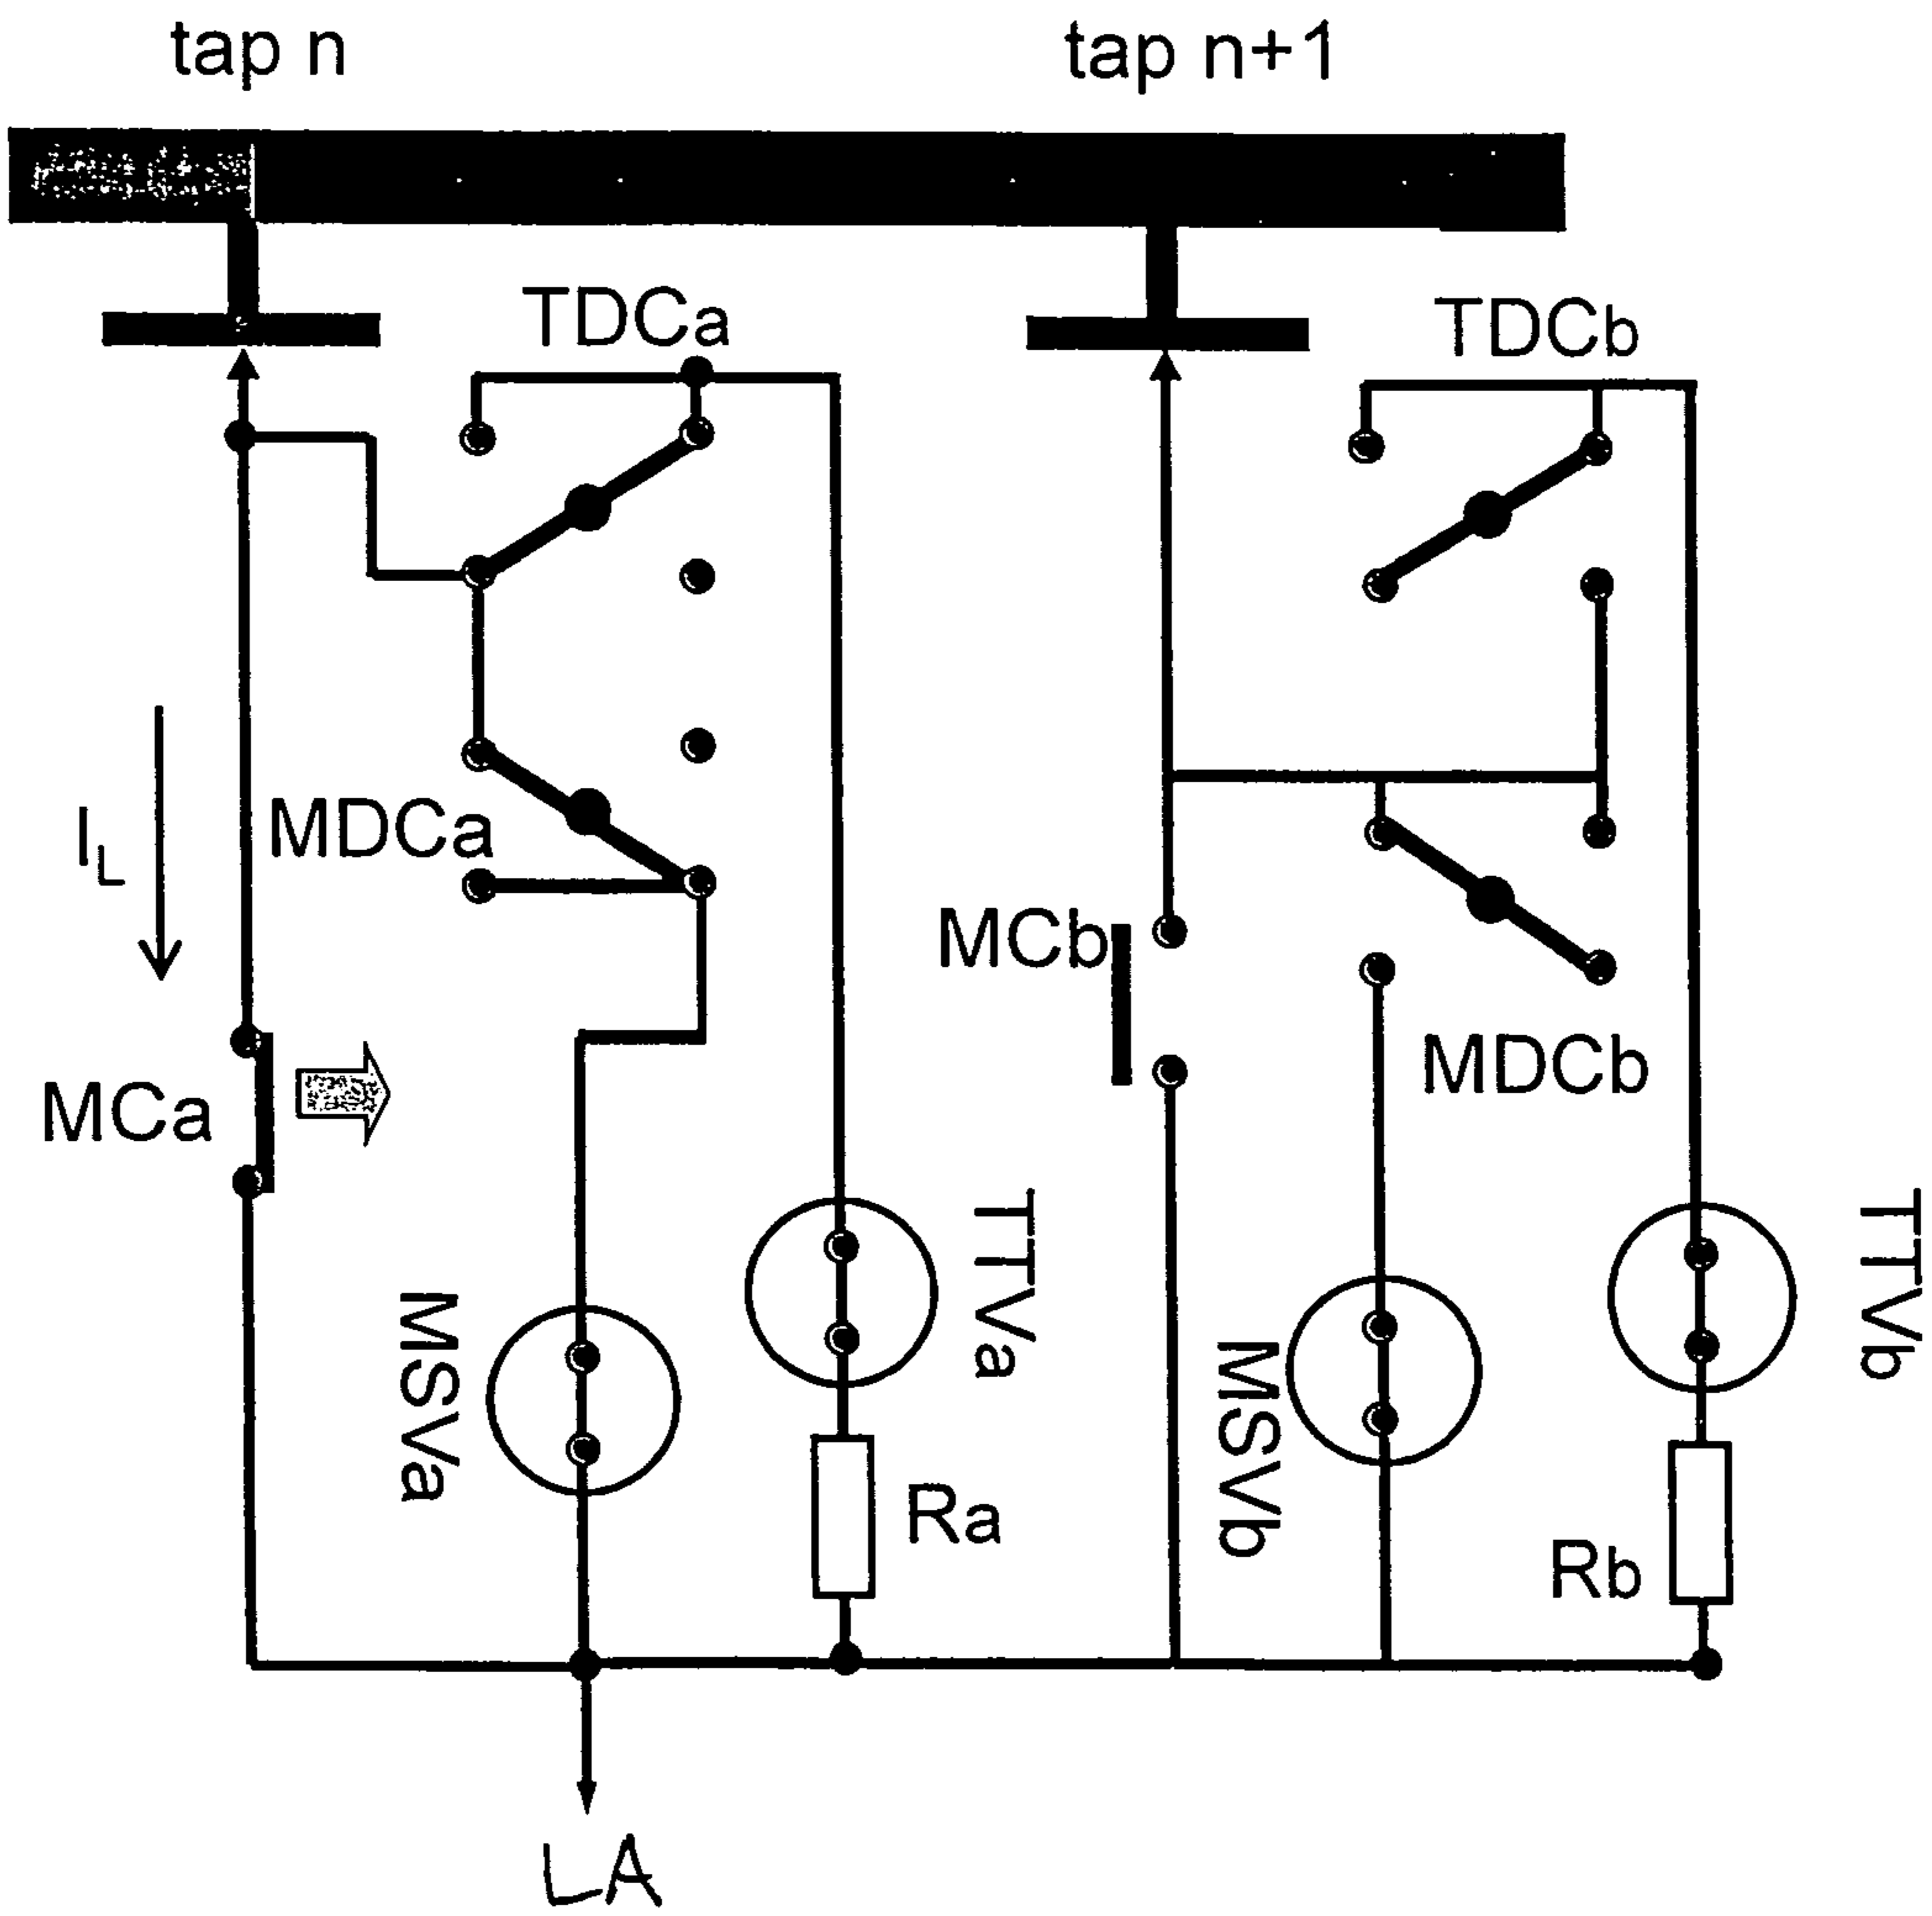 tap n
tap n+1
TDCa
TDCb
MDCa
I_L
MCb
MDCb
MCa
TTVa
TTVb
MSVa
MSVb
Ra
Rb
LA